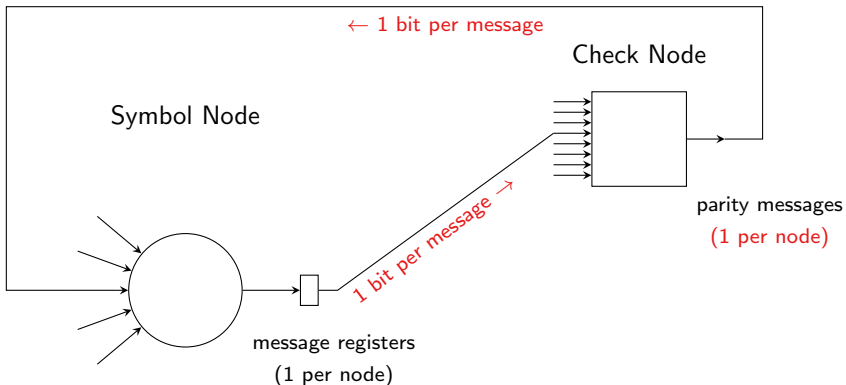 ← 1 bit per message
Check Node
Symbol Node
1 bit per message →
parity messages
(1 per node)
message registers
(1 per node)